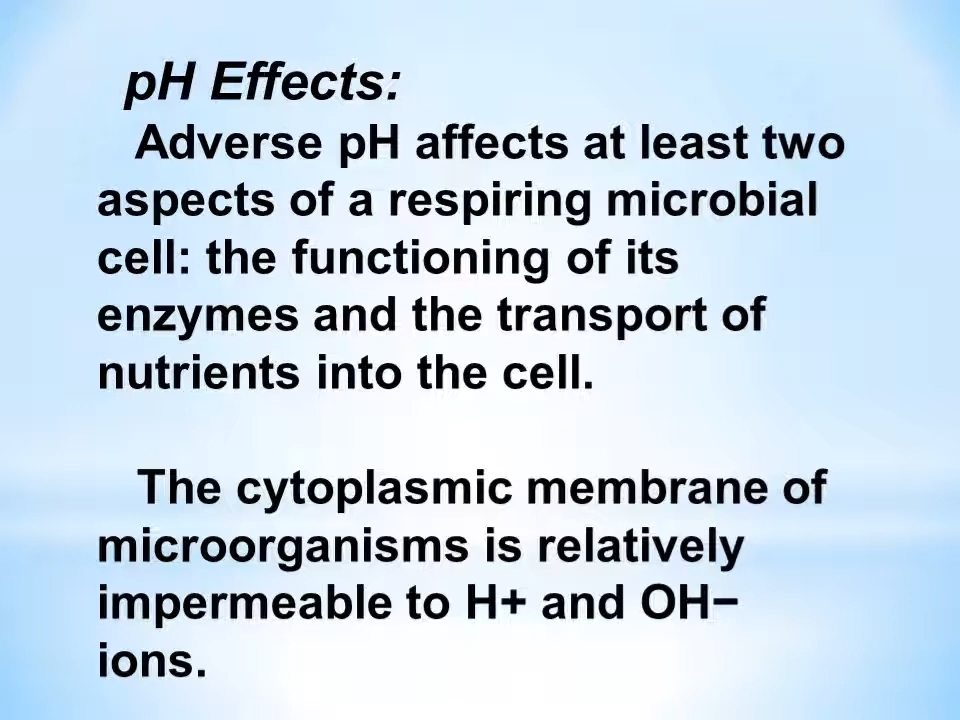 pH Effects:
Adverse pH affects at least two
aspects of a respiring microbial
cell: the functioning of its
enzymes and the transport of
nutrients into the cell.
The cytoplasmic membrane of
microorganisms is relatively
impermeable to H+ and OH−
ions.